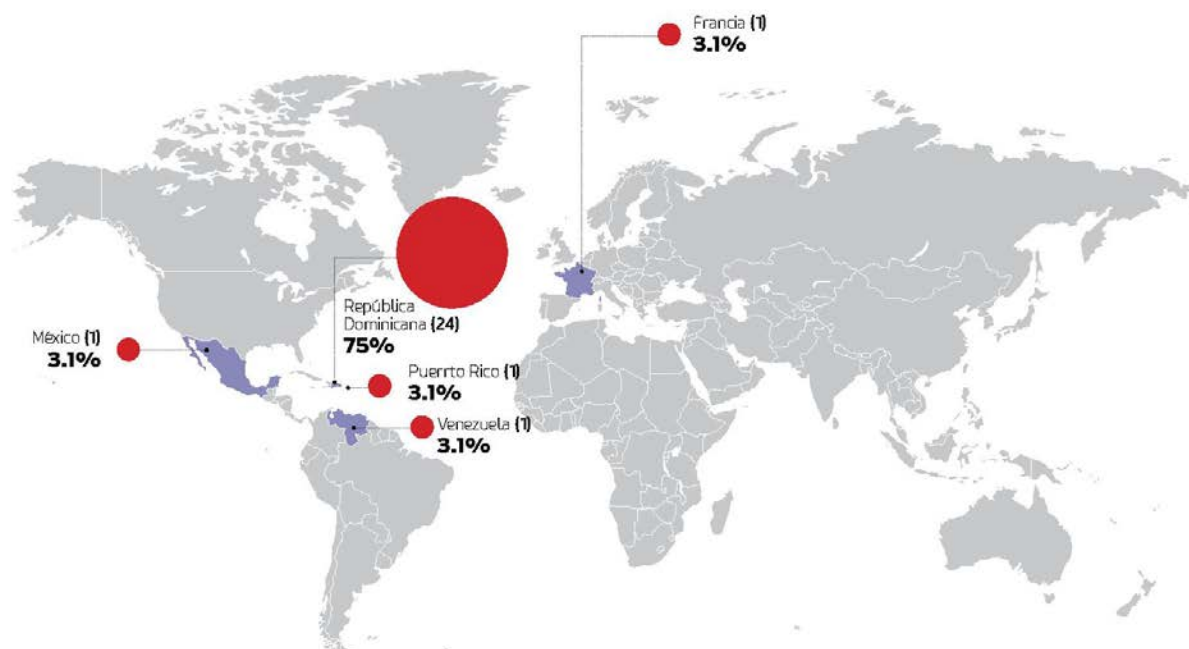 Francia (1)
3.1%
República
Dominicana (24)
75%
México (1)
3.1%
Puerrto Rico (1)
3.1%
Venezuela (1)
3.1%